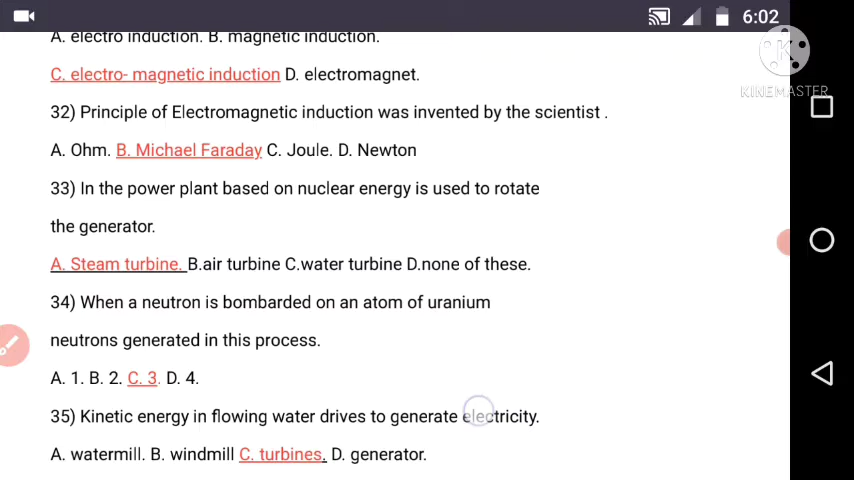 6:02
A. electro induction. B. magnetic induction.
C. electro- magnetic induction D. electromagnet.
KINEMASTER
32) Principle of Electromagnetic induction was invented by the scientist .
A. Ohm. B. Michael Faraday C. Joule. D. Newton
33) In the power plant based on nuclear energy is used to rotate
the generator.
A. Steam turbine. B.air turbine C.water turbine D.none of these.
34) When a neutron is bombarded on an atom of uranium
neutrons generated in this process.
A. 1. B. 2. C. 3. D. 4.
35) Kinetic energy in flowing water drives to generate electricity.
A. watermill. B. windmill C. turbines. D. generator.